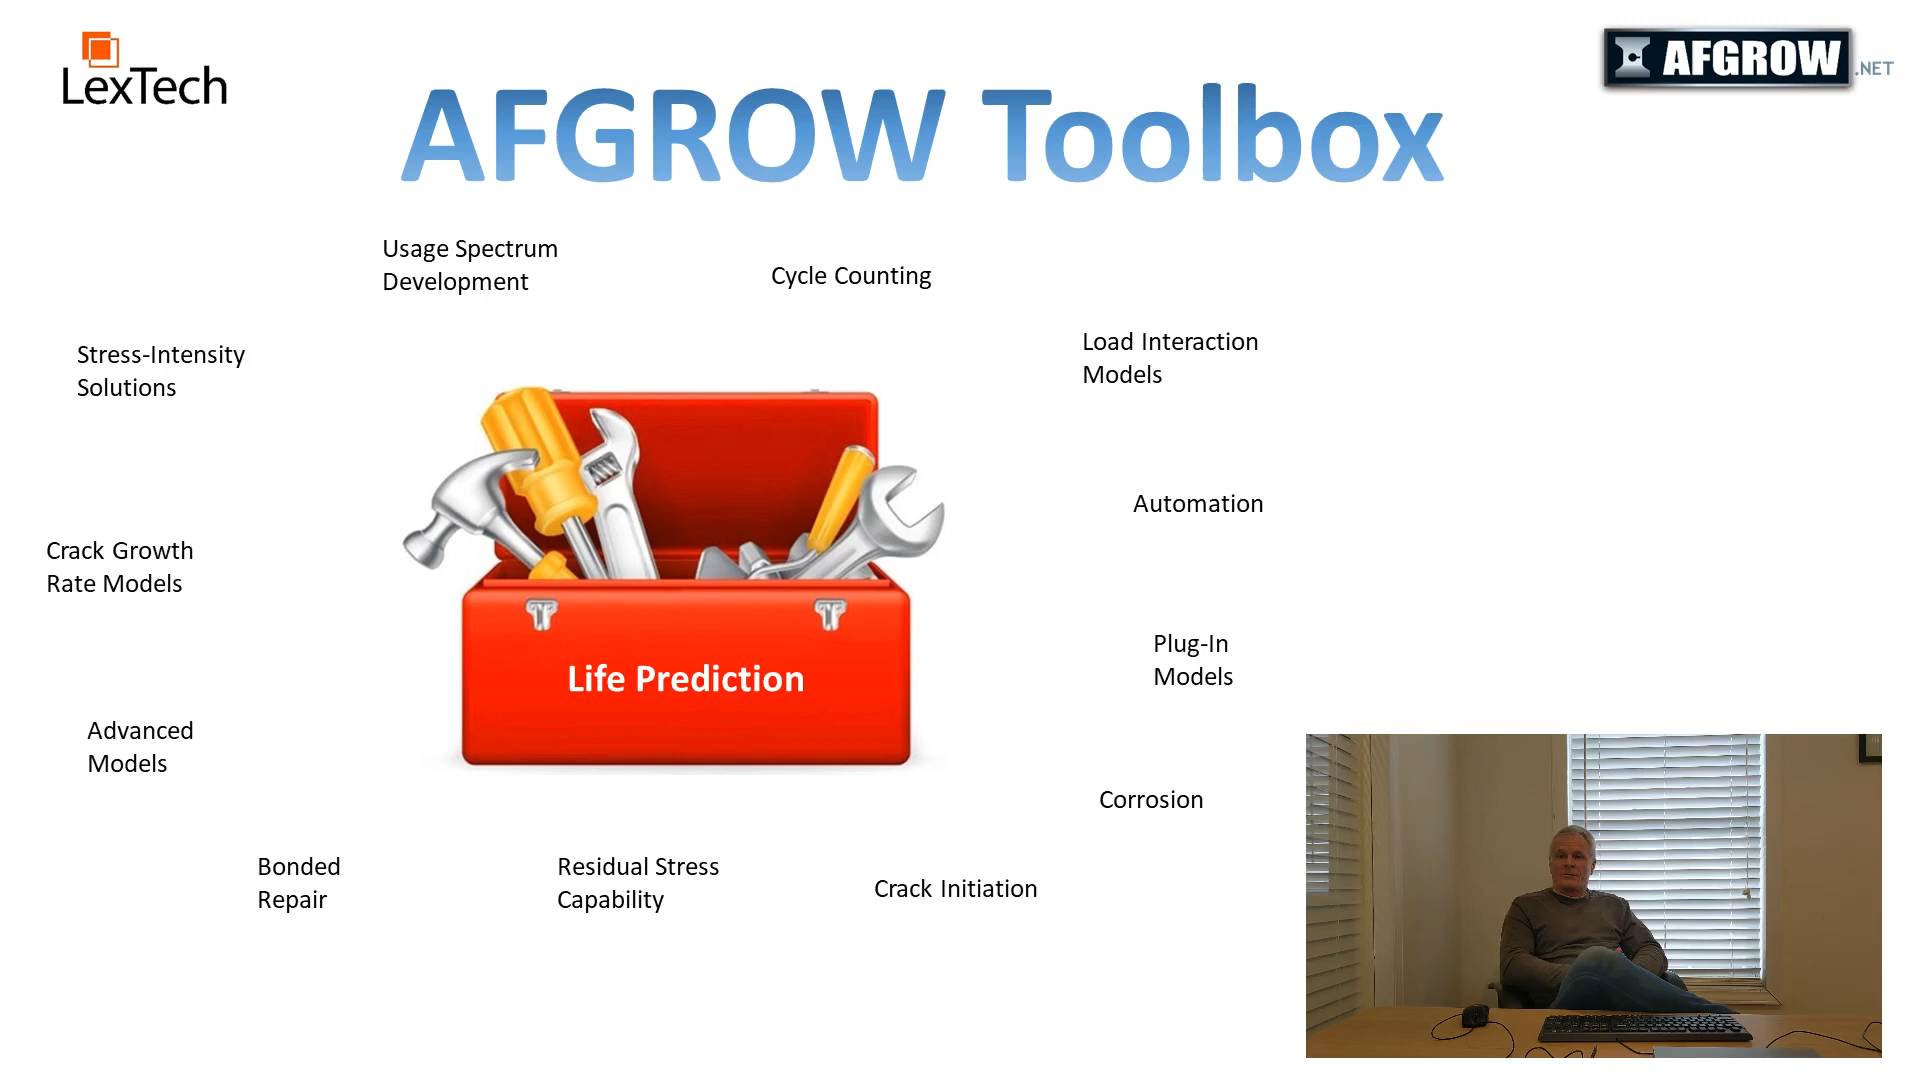 LexTech
AFGROW
.NET
AFGROW Toolbox
Usage Spectrum
Development
Cycle Counting
Load Interaction
Models
Stress-Intensity
Solutions
Automation
Crack Growth
Rate Models
Plug-In
Models
Life Prediction
Advanced
Models
Corrosion
Bonded
Repair
Residual Stress
Capability
Crack Initiation